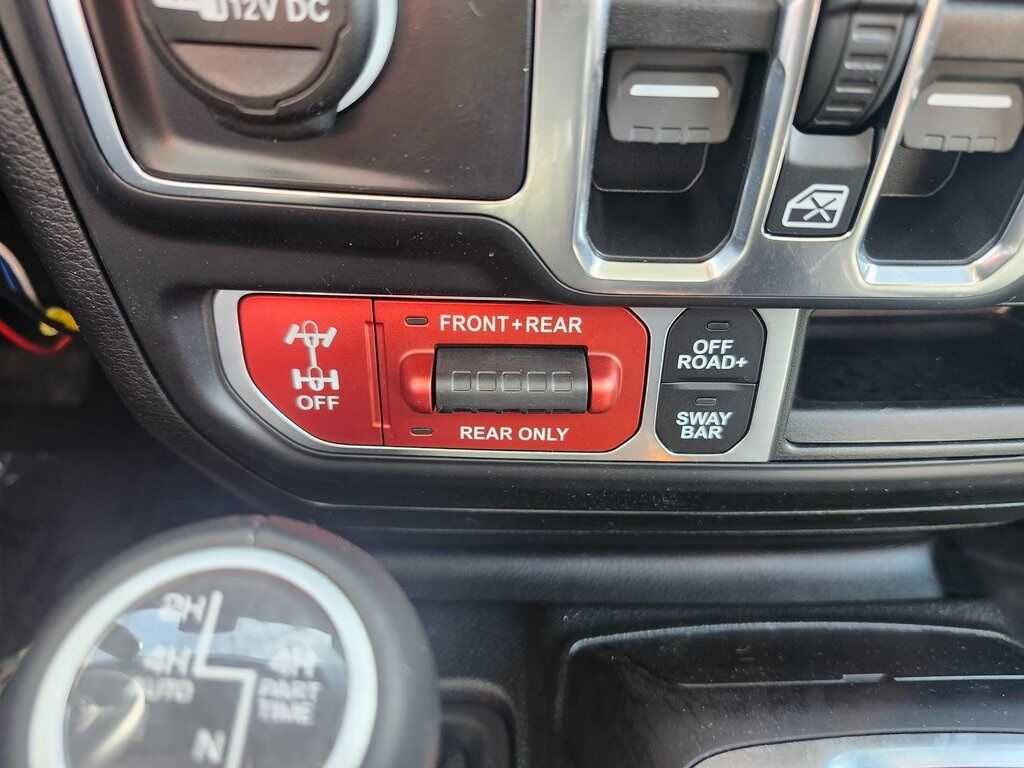 12V DC
FRONT+REAR
OFF
REAR ONLY
OFF
ROAD+
SWAY
BAR
2H
4H
AUTO
4H
PART
TIME
N